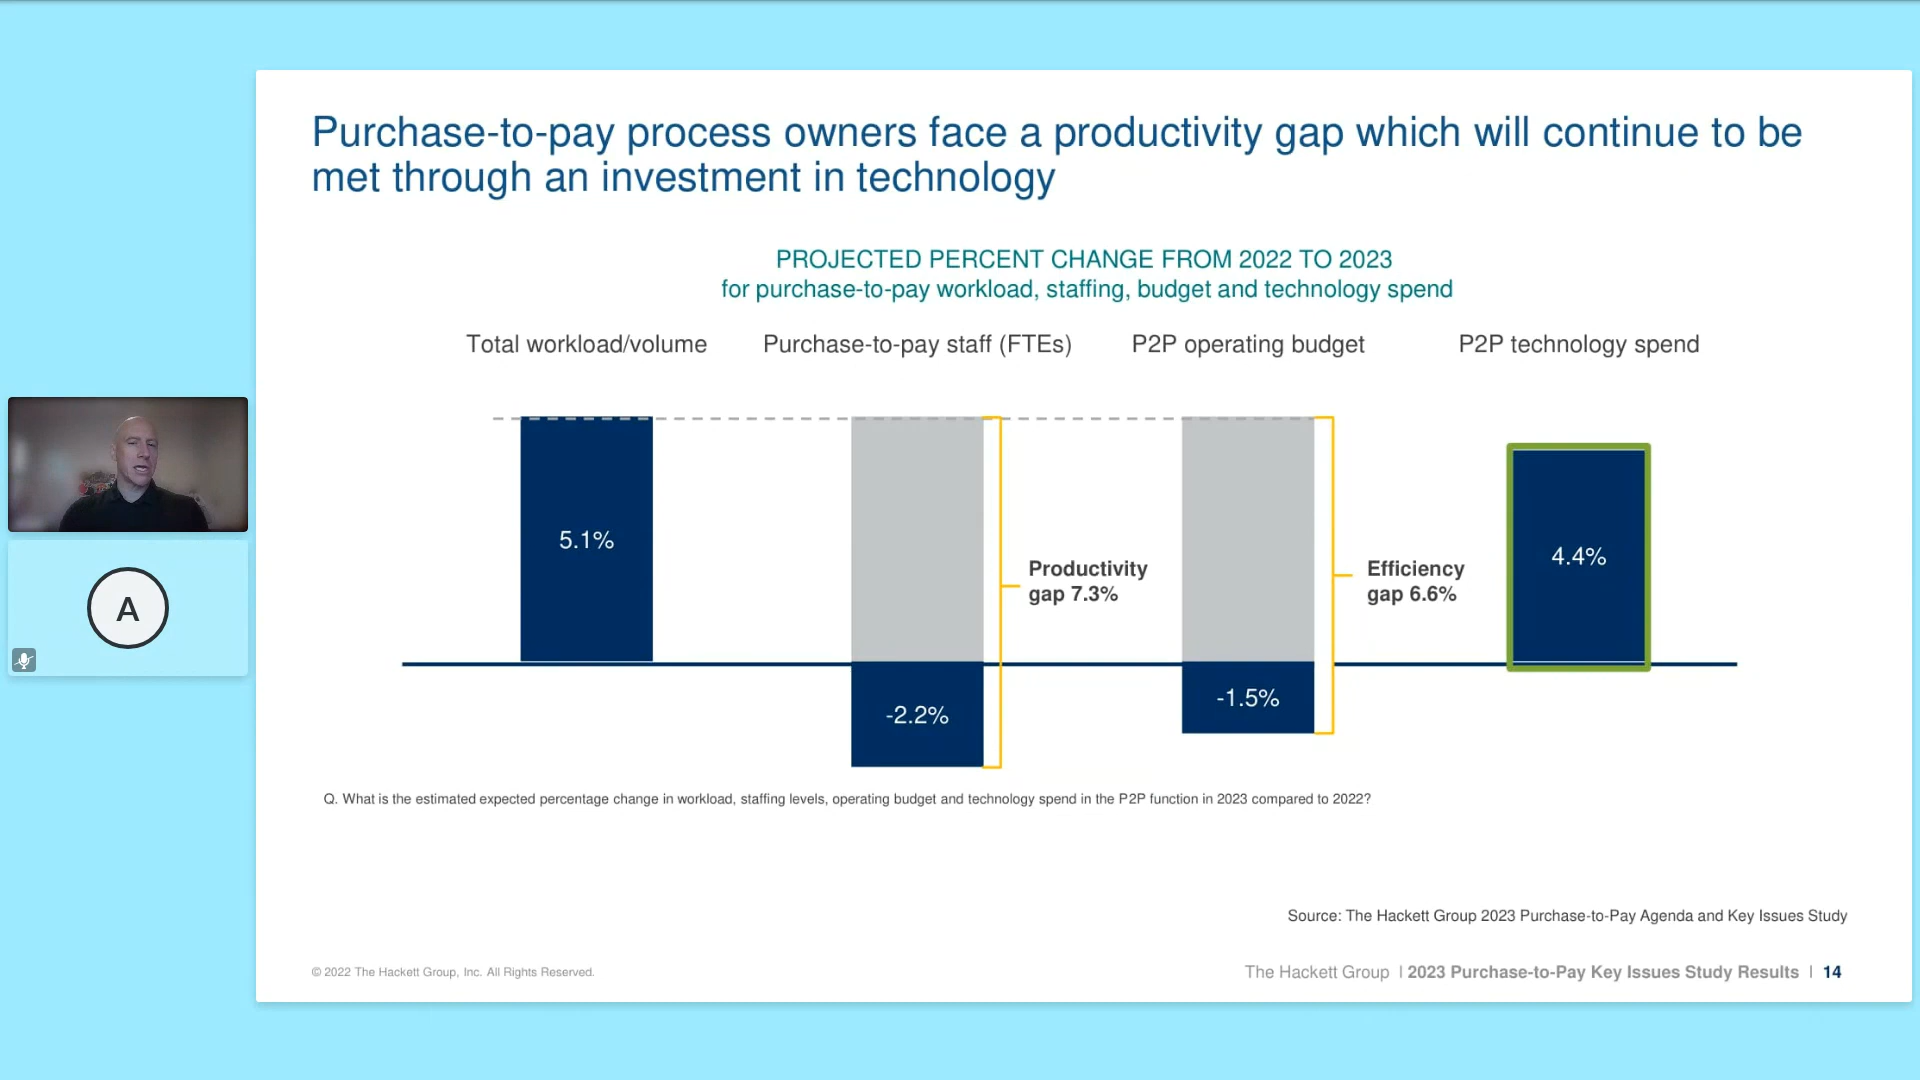 Purchase-to-pay process owners face a productivity gap which will continue to be
met through an investment in technology
PROJECTED PERCENT CHANGE FROM 2022 TO 2023
for purchase-to-pay workload, staffing, budget and technology spend
Total workload/volume
Purchase-to-pay staff (FTEs)
P2P operating budget
P2P technology spend
5.1%
-2.2%
Productivity
gap 7.3%
-1.5%
Efficiency
gap 6.6%
4.4%
A
Q. What is the estimated expected percentage change in workload, staffing levels, operating budget and technology spend in the P2P function in 2023 compared to 2022?
Source: The Hackett Group 2023 Purchase-to-Pay Agenda and Key Issues Study
© 2022 The Hackett Group, Inc. All Rights Reserved.
The Hackett Group | 2023 Purchase-to-Pay Key Issues Study Results | 14